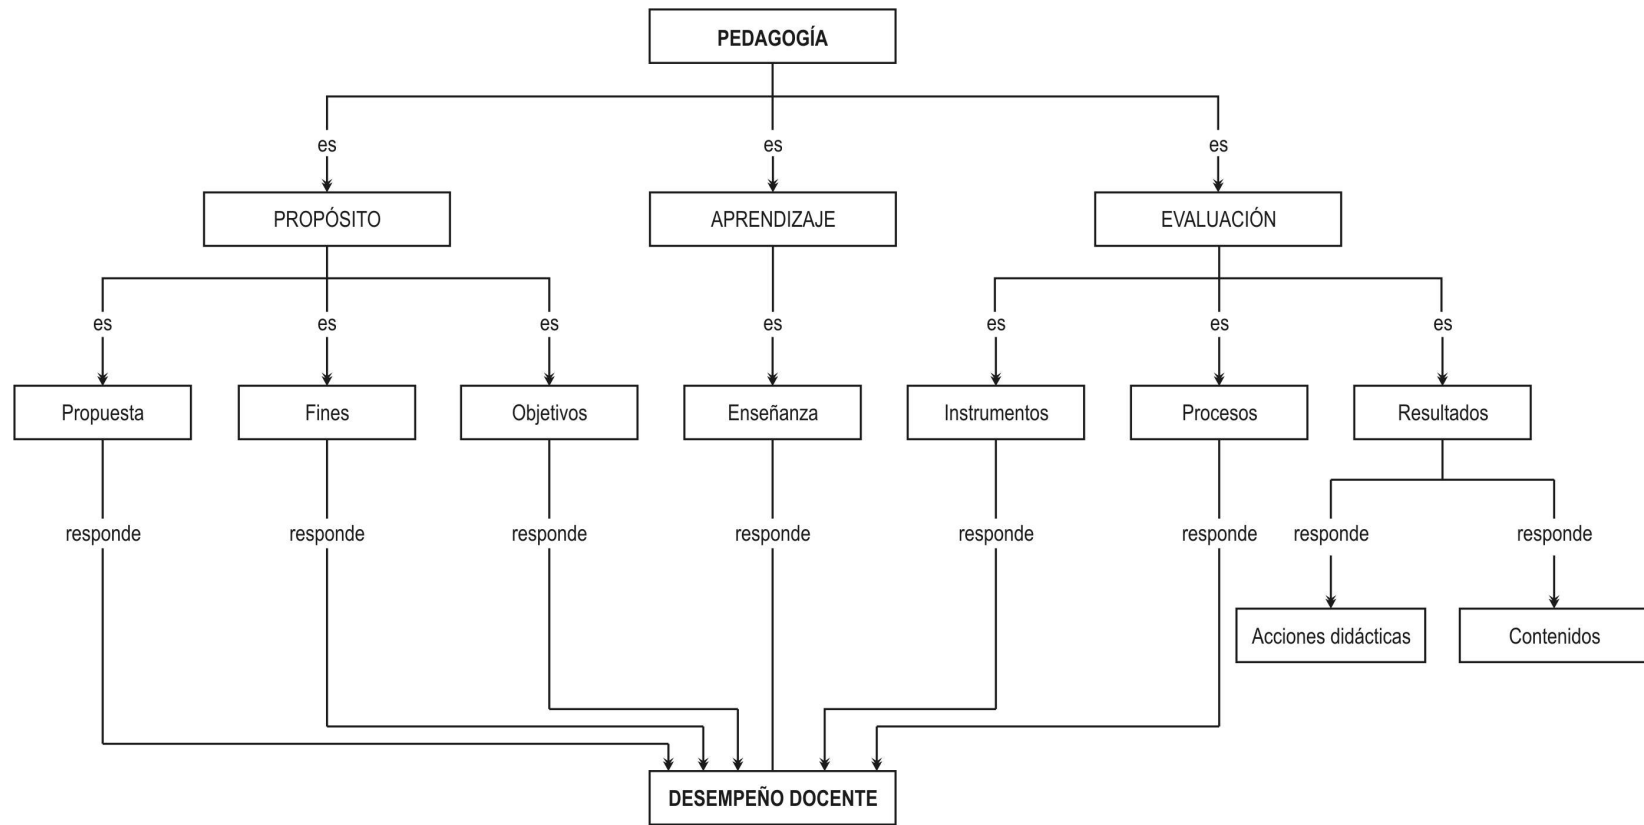 PEDAGOGÍA
es es es
PROPÓSITO APRENDIZAJE EVALUACIÓN
es es es es es es es
Propuesta Fines Objetivos Enseñanza Instrumentos Procesos Resultados
responde responde responde responde responde responde responde responde
Acciones didácticas Contenidos
DESEMPEÑO DOCENTE